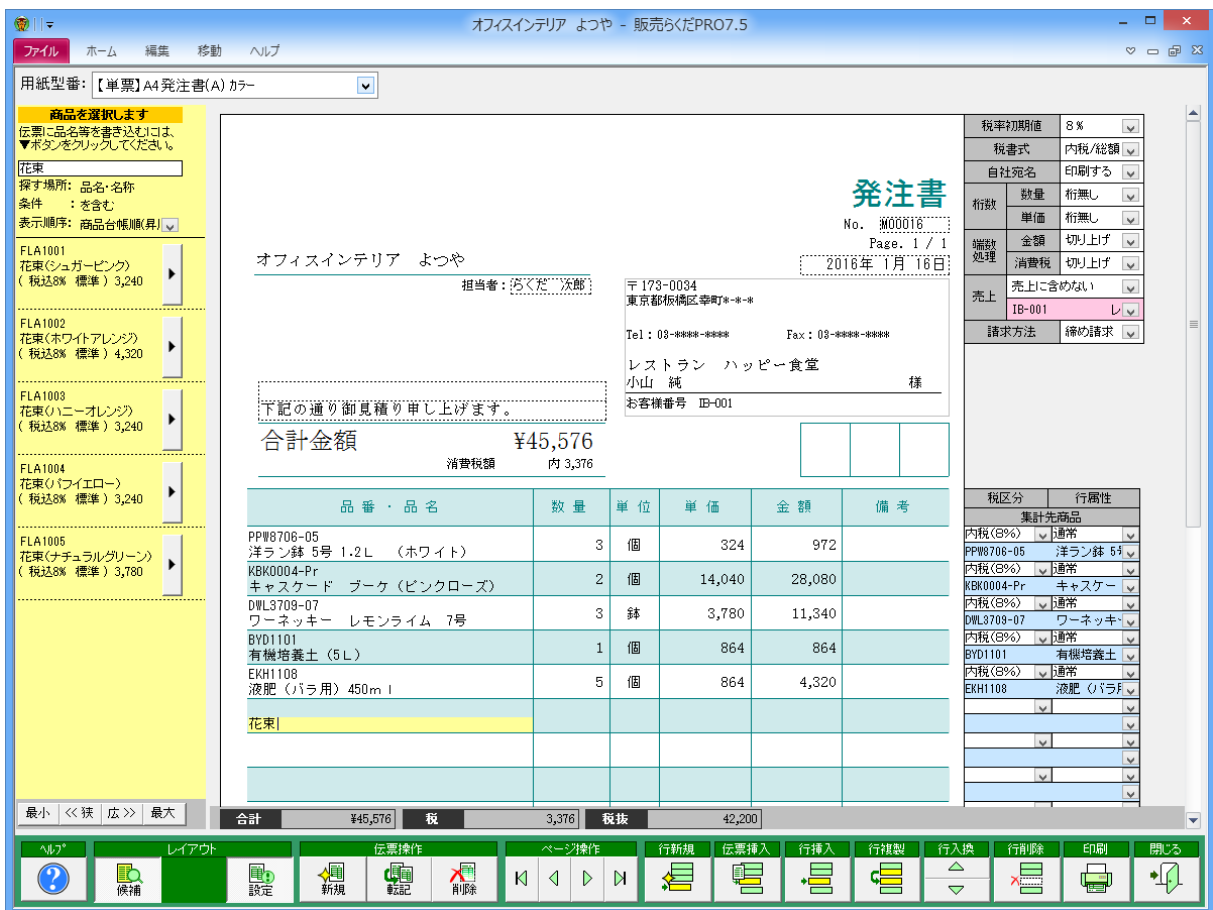 オフィスインテリア よつや - 販売らくだPRO7.5
ファイル ホーム 編集 移動 ヘルプ
用紙型番: 【単票】A4 発注書(A) カラー
商品を選択します
伝票に品名等を書き込むには、
▼ボタンをクリックしてください。
花束
探す場所: 品名・名称
条件 : を含む
表示順序: 商品台帳順(昇)
FLA1001
花束(シュガーピンク)
( 税込8% 標準 ) 3,240
FLA1002
花束(ホワイトアレンジ)
( 税込8% 標準 ) 4,320
FLA1003
花束(ハニーオレンジ)
( 税込8% 標準 ) 3,240
FLA1004
花束(パフイエロー)
( 税込8% 標準 ) 3,240
FLA1005
花束(ナチュラルグリーン)
( 税込8% 標準 ) 3,780
最小 <<狭 広>> 最大
発注書
No. M00016
Page. 1 / 1
2016年 1月 16日
オフィスインテリア よつや
担当者: らくだ 次郎
〒173-0034
東京都板橋区幸町*-*-*
Tel: 03-****-**** Fax: 03-****-****
レストラン ハッピー食堂
小山 純 様
お客様番号 IB-001
下記の通り御見積り申し上げます。
合計金額 ¥45,576
消費税額 内 3,376
品 番 ・ 品 名 数 量 単 位 単 価 金 額 備 考
PPW8706-05
洋ラン鉢 5号 1.2L (ホワイト) 3 個 324 972
KBK0004-Pr
キャスケード ブーケ(ピンクローズ) 2 個 14,040 28,080
DWL3709-07
ワーネッキー レモンライム 7号 3 鉢 3,780 11,340
BYD1101
有機培養土(5L) 1 個 864 864
EKH1108
液肥(バラ用)450ml 5 個 864 4,320
花束
税率初期値 8%
税書式 内税/総額
自社宛名 印刷する
桁数 数量 桁無し
単価 桁無し
端数処理 金額 切り上げ
消費税 切り上げ
売上 売上に含めない
IB-001 レ
請求方法 締め請求
税区分 行属性
集計先商品
内税(8%) 通常
PPW8706-05 洋ラン鉢 5号
内税(8%) 通常
KBK0004-Pr キャスケー
内税(8%) 通常
DWL3709-07 ワーネッキー
内税(8%) 通常
BYD1101 有機培養土
内税(8%) 通常
EKH1108 液肥(バラ用
合計 ¥45,576 税 3,376 税抜 42,200
ヘルプ レイアウト 伝票操作 ページ操作 行新規 伝票挿入 行挿入 行複製 行入換 行削除 印刷 閉じる
候補 設定 新規 転記 削除